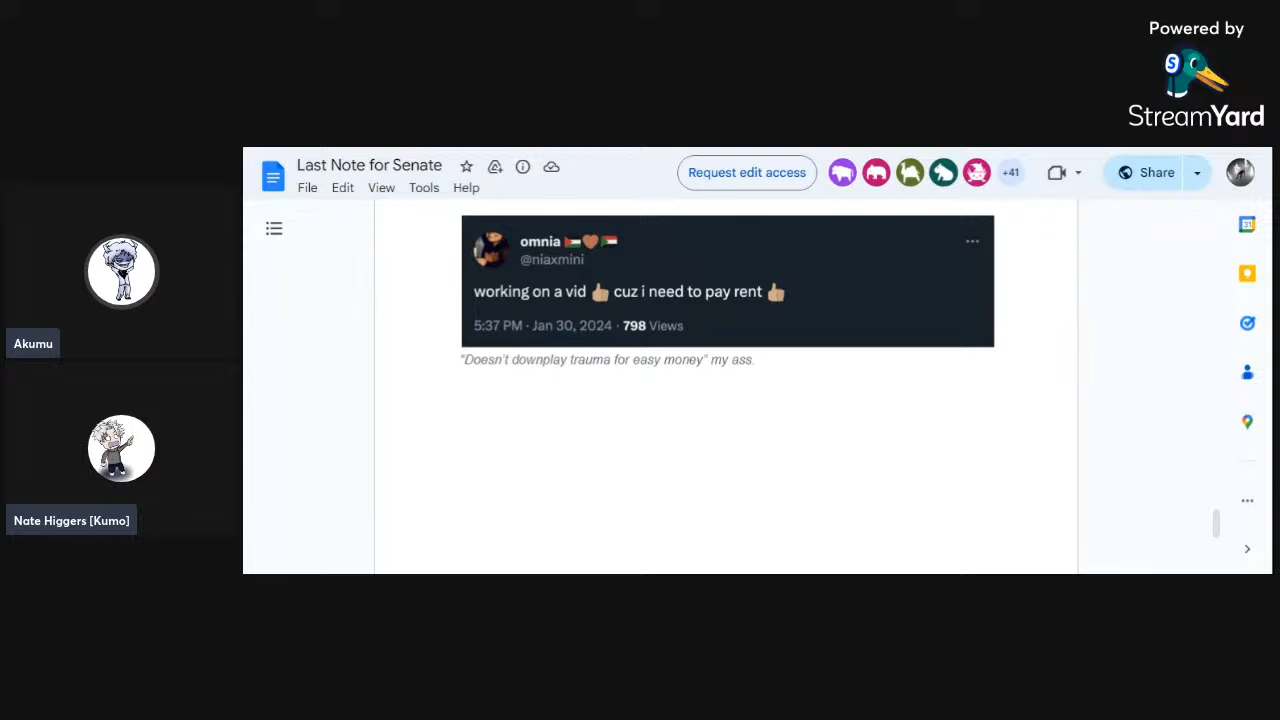 Powered by
StreamYard
Last Note for Senate
File Edit View Tools Help
Request edit access
+41
Share
31
omnia 🇵🇸🤎🇸🇩
@niaxmini
working on a vid 👍🏽 cuz i need to pay rent 👍🏽
5:37 PM · Jan 30, 2024 · 798 Views
"Doesn't downplay trauma for easy money" my ass.
Akumu
Nate Higgers [Kumo]